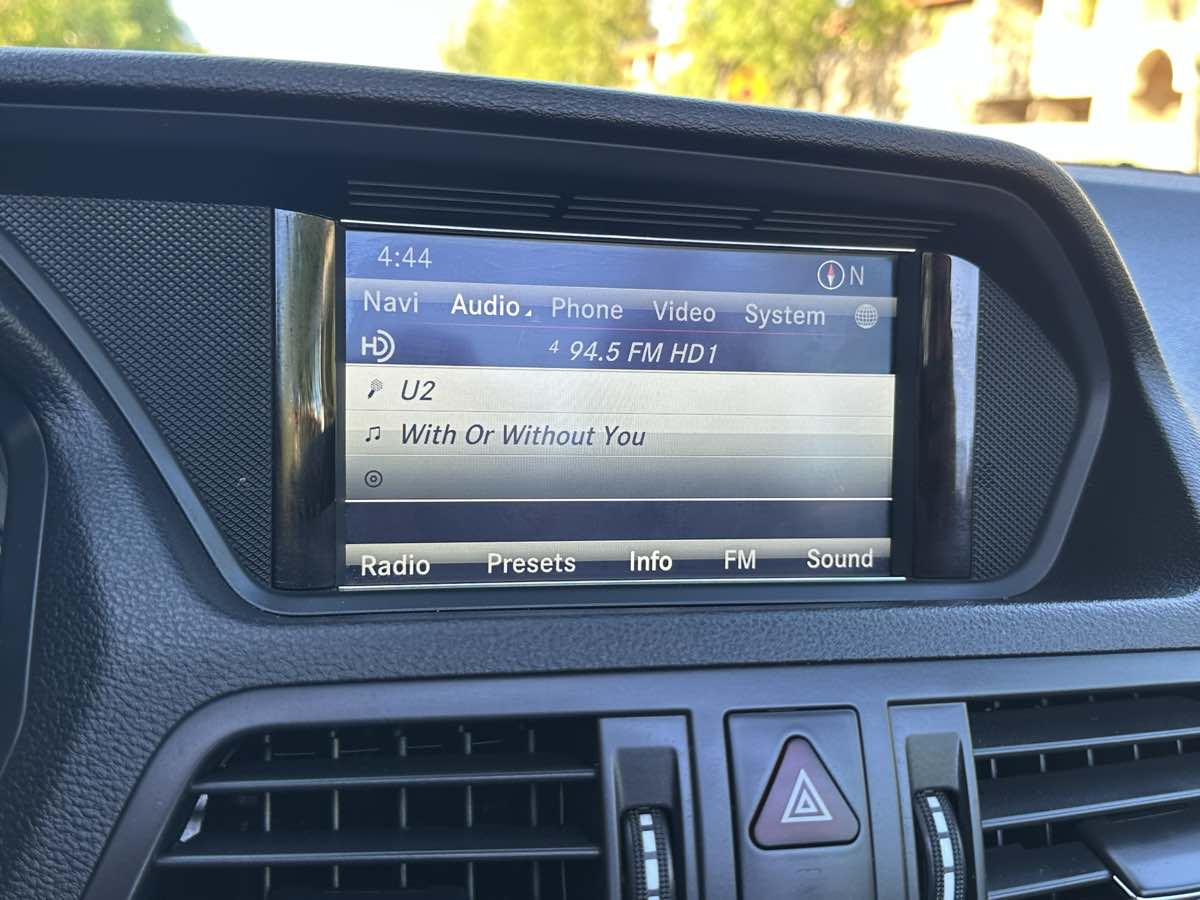 4:44
N
Navi Audio Phone Video System
HD 4 94.5 FM HD1
U2
With Or Without You
Radio Presets Info FM Sound